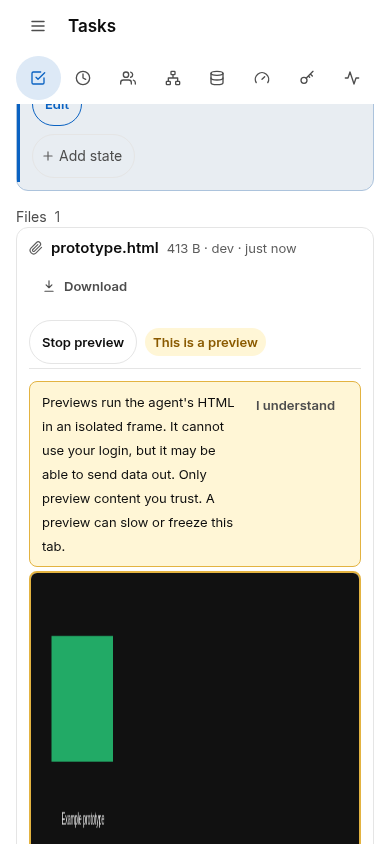 Tasks
Edit
Add state
Files 1
prototype.html 413 B · dev · just now
Download
Stop preview This is a preview
Previews run the agent's HTML
in an isolated frame. It cannot
use your login, but it may be
able to send data out. Only
preview content you trust. A
preview can slow or freeze this
tab.
I understand
Example prototype